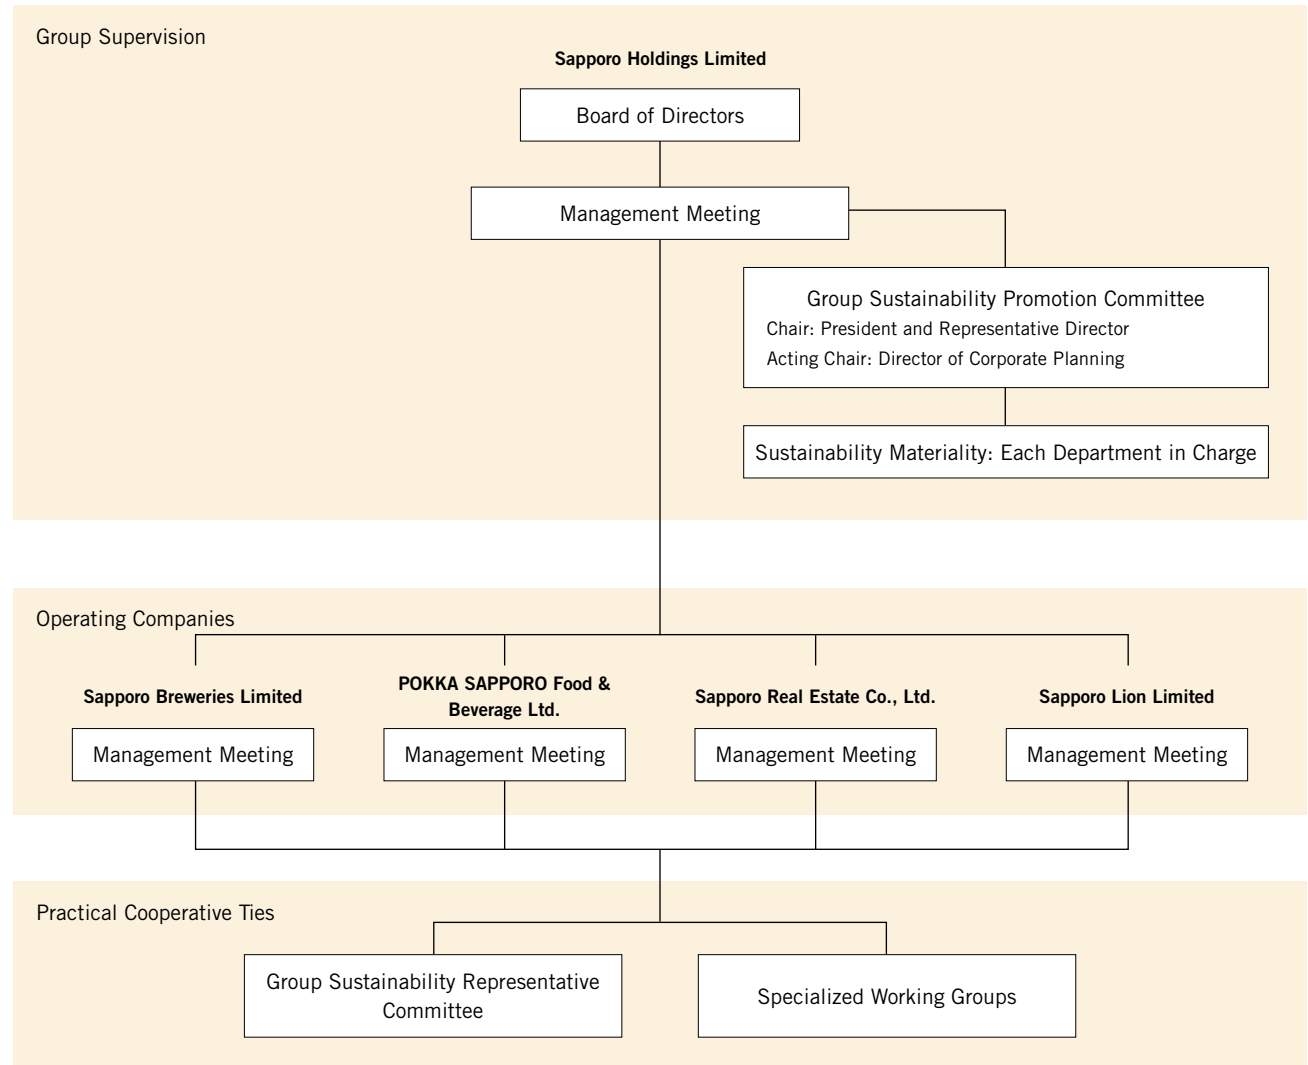 Group Supervision
Sapporo Holdings Limited
Board of Directors
Management Meeting
Group Sustainability Promotion Committee
Chair: President and Representative Director
Acting Chair: Director of Corporate Planning
Sustainability Materiality: Each Department in Charge
Operating Companies
Sapporo Breweries Limited
Management Meeting
POKKA SAPPORO Food &
Beverage Ltd.
Management Meeting
Sapporo Real Estate Co., Ltd.
Management Meeting
Sapporo Lion Limited
Management Meeting
Practical Cooperative Ties
Group Sustainability Representative
Committee
Specialized Working Groups